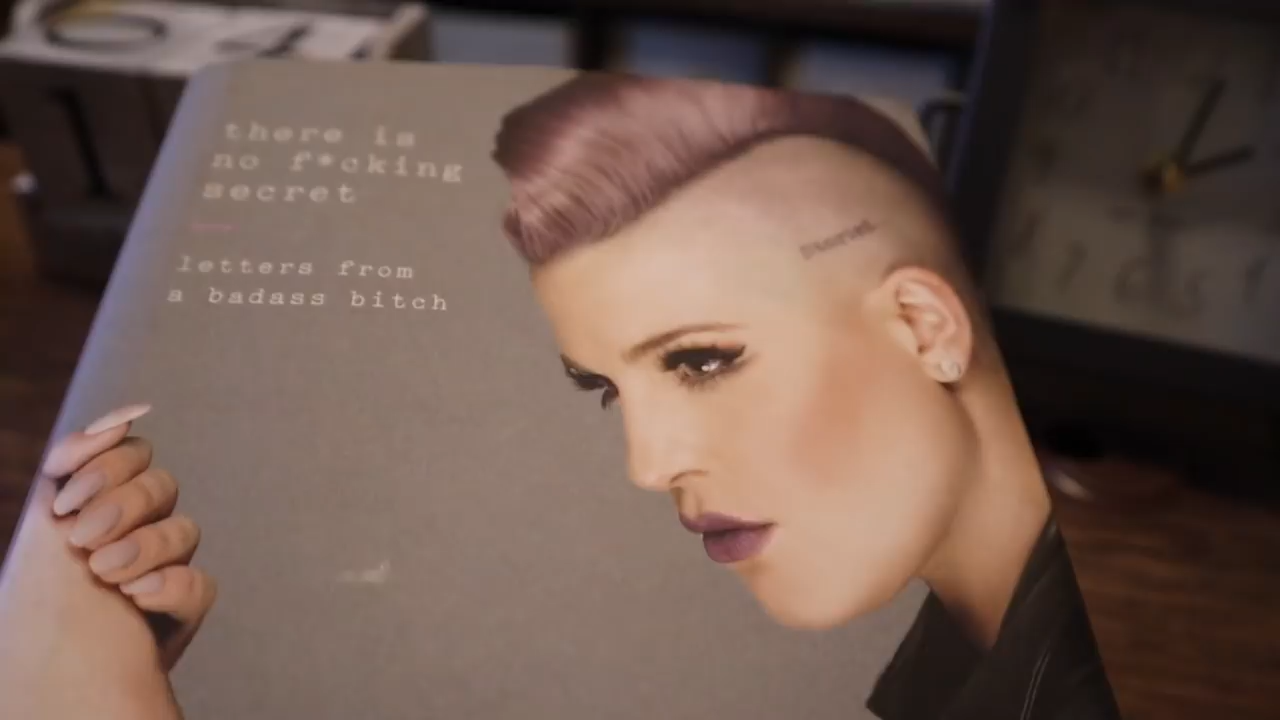 there is
no f*cking
secret
letters from
a badass bitch